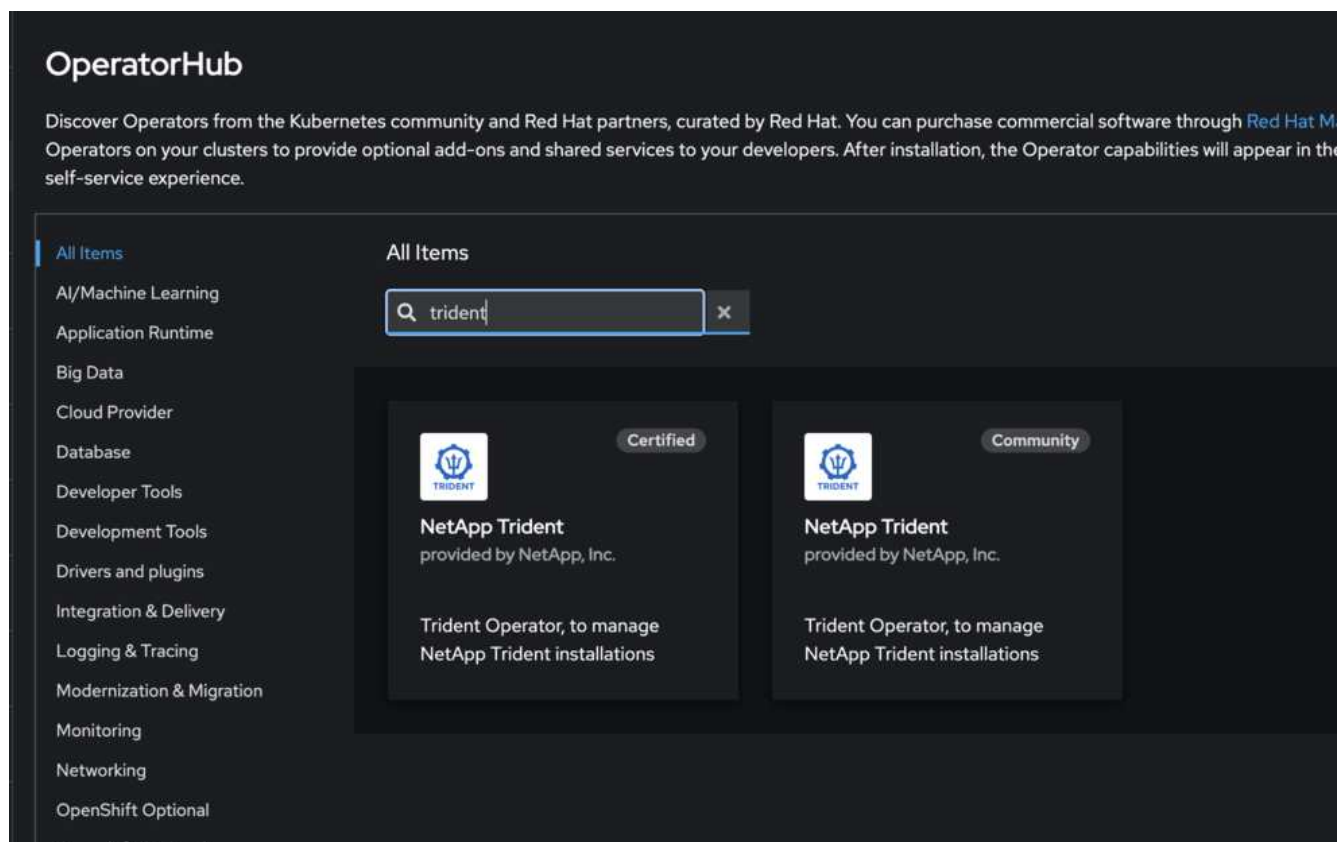 OperatorHub
Discover Operators from the Kubernetes community and Red Hat partners, curated by Red Hat. You can purchase commercial software through Red Hat Ma
Operators on your clusters to provide optional add-ons and shared services to your developers. After installation, the Operator capabilities will appear in the
self-service experience.
All Items
AI/Machine Learning
Application Runtime
Big Data
Cloud Provider
Database
Developer Tools
Development Tools
Drivers and plugins
Integration & Delivery
Logging & Tracing
Modernization & Migration
Monitoring
Networking
OpenShift Optional
All Items
trident
Certified
TRIDENT
NetApp Trident
provided by NetApp, Inc.
Trident Operator, to manage
NetApp Trident installations
Community
TRIDENT
NetApp Trident
provided by NetApp, Inc.
Trident Operator, to manage
NetApp Trident installations